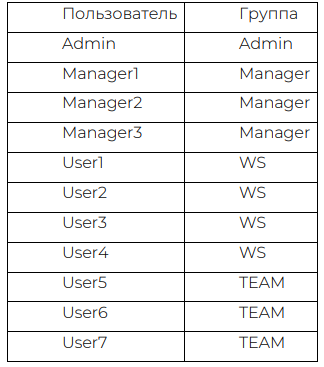 Пользователь Группа
Admin Admin
Manager1 Manager
Manager2 Manager
Manager3 Manager
User1 WS
User2 WS
User3 WS
User4 WS
User5 TEAM
User6 TEAM
User7 TEAM